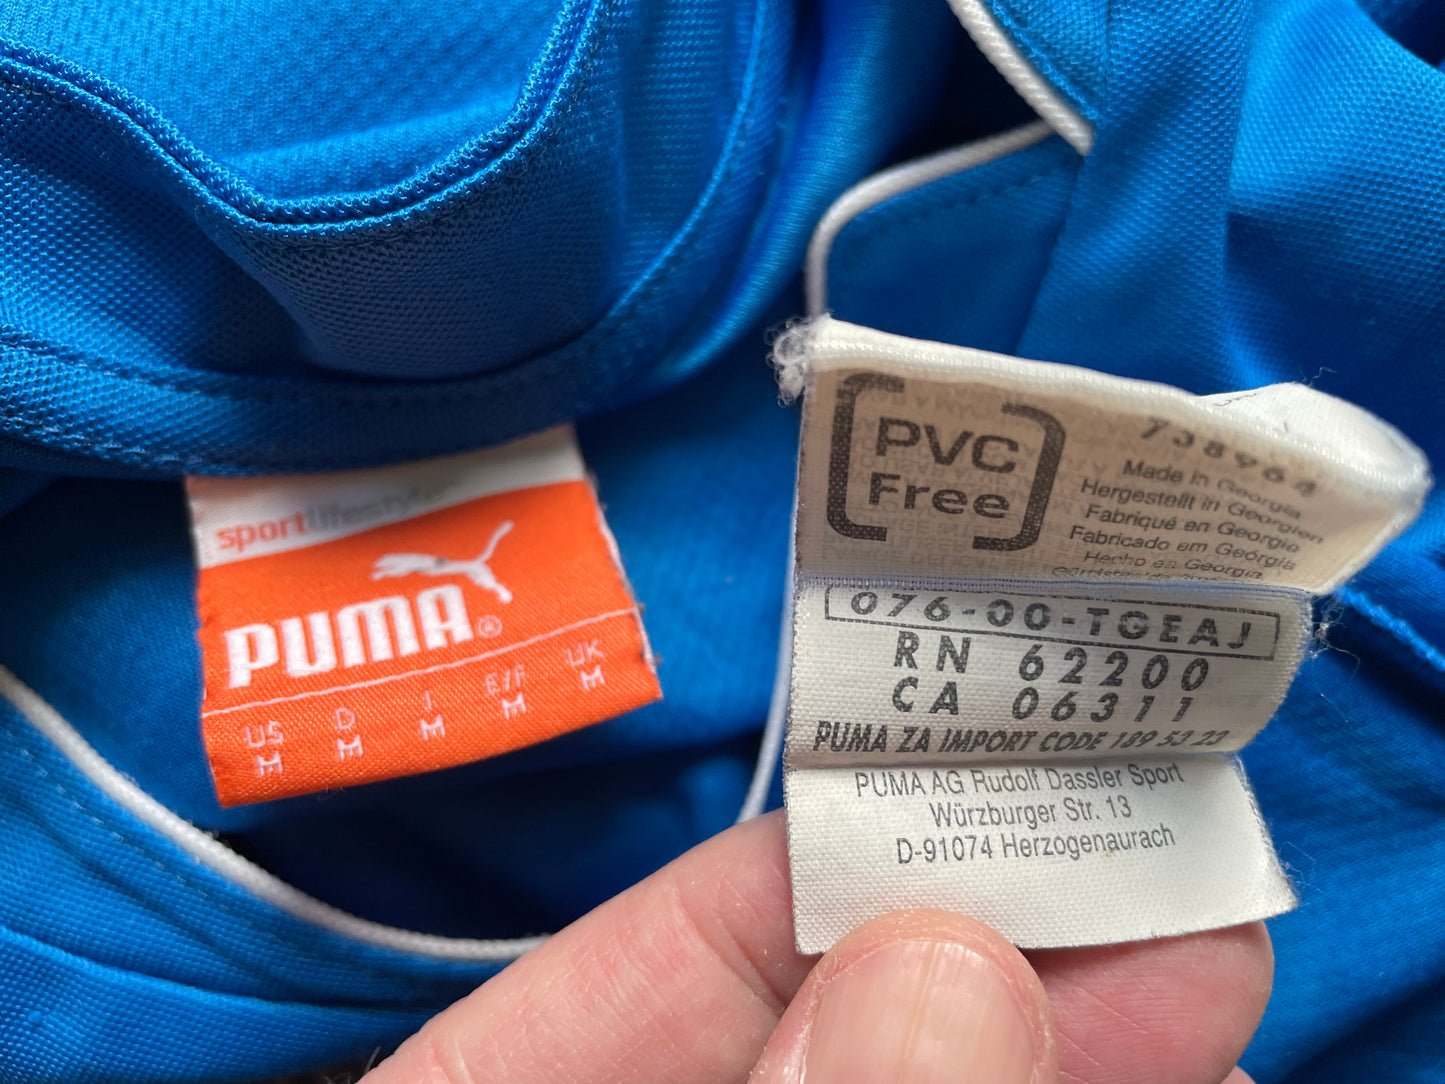 sportlifestyle
PUMA®
US D I E/F UK
M M M M M
PVC
Free
738964
Made in Georgia
Hergestellt in Georgien
Fabriqué en Georgie
Fabricado em Geórgia
Hecho en Georgia
076-00-TGEAJ
RN 62200
CA 06311
PUMA ZA IMPORT CODE 189 53 23
PUMA AG Rudolf Dassler Sport
Würzburger Str. 13
D-91074 Herzogenaurach